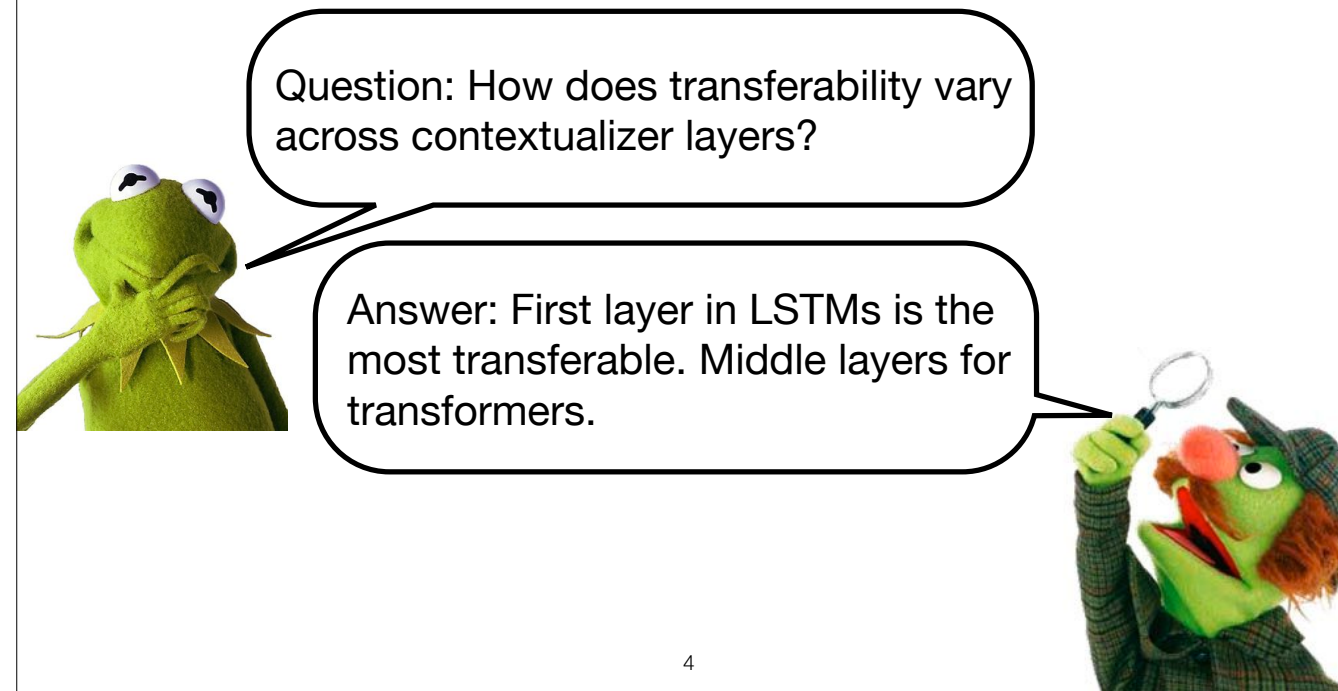 Question: How does transferability vary
across contextualizer layers?
Answer: First layer in LSTMs is the
most transferable. Middle layers for
transformers.
4